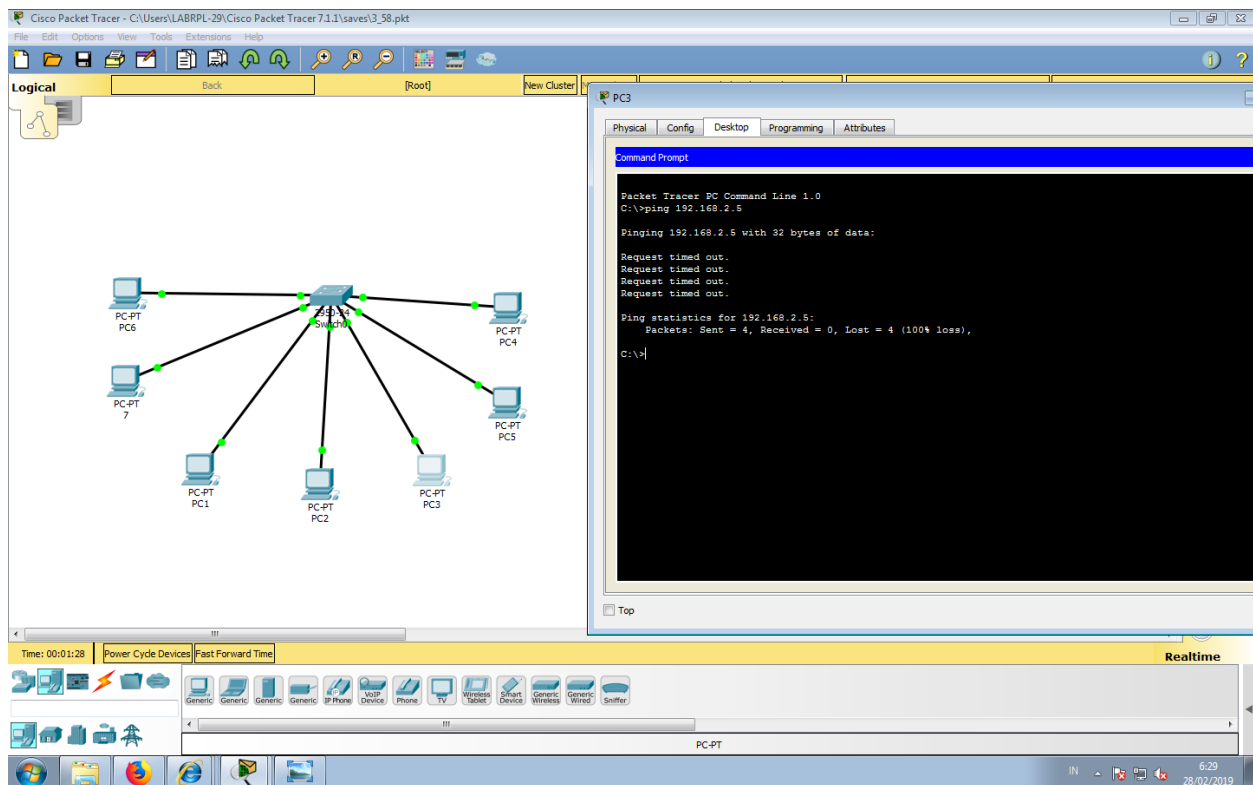 Cisco Packet Tracer - C:\Users\LABRPL-29\Cisco Packet Tracer 7.1.1\saves\3_58.pkt
File Edit Options View Tools Extensions Help
Logical
Back
[Root]
New Cluster
PC3
Physical Config Desktop Programming Attributes
Command Prompt
Packet Tracer PC Command Line 1.0
C:\>ping 192.168.2.5
Pinging 192.168.2.5 with 32 bytes of data:
Request timed out.
Request timed out.
Request timed out.
Request timed out.
Ping statistics for 192.168.2.5:
Packets: Sent = 4, Received = 0, Lost = 4 (100% loss),
C:\>
Top
PC-PT
PC6
2950-24
Switch0
PC-PT
PC4
PC-PT
7
PC-PT
PC5
PC-PT
PC1
PC-PT
PC2
PC-PT
PC3
Time: 00:01:28 Power Cycle Devices Fast Forward Time
Realtime
Generic Generic Generic Generic IP Phone VoIP Device Phone TV Wireless Tablet Smart Device Generic Wireless Generic Wired Sniffer
PC-PT
IN
6:29
28/02/2019